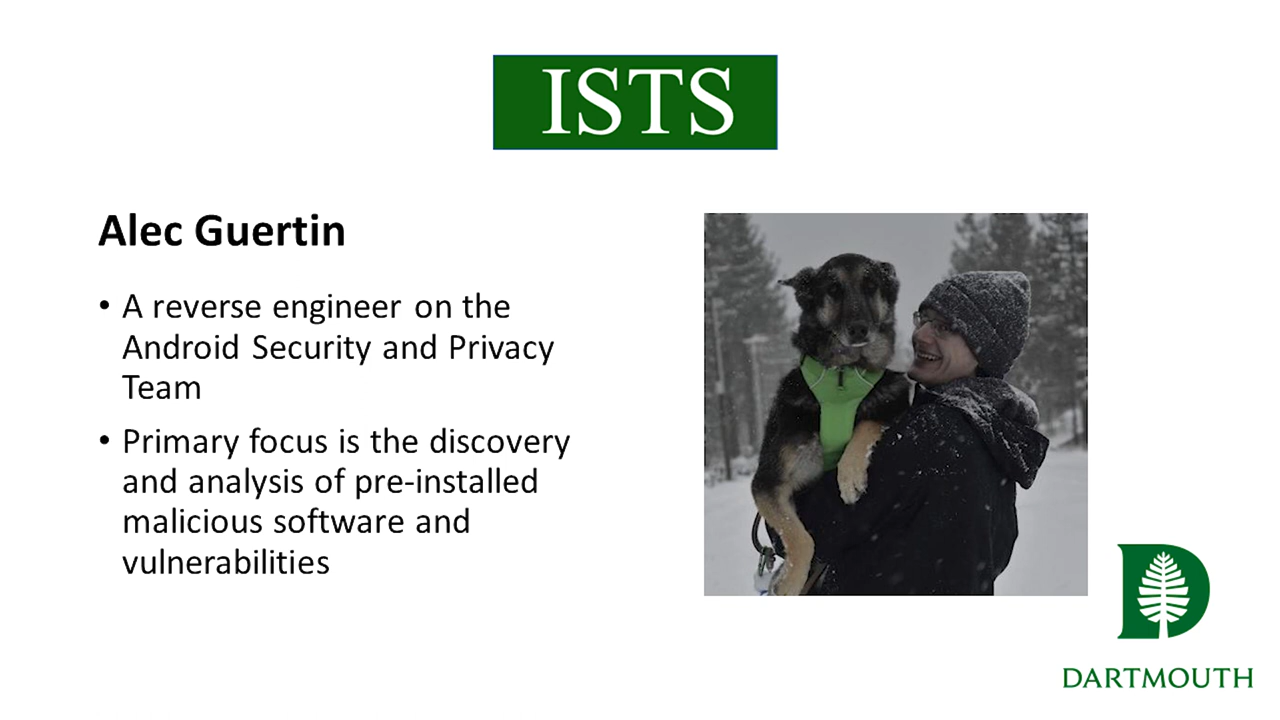 ISTS
Alec Guertin
• A reverse engineer on the
Android Security and Privacy
Team
• Primary focus is the discovery
and analysis of pre-installed
malicious software and
vulnerabilities
D
DARTMOUTH